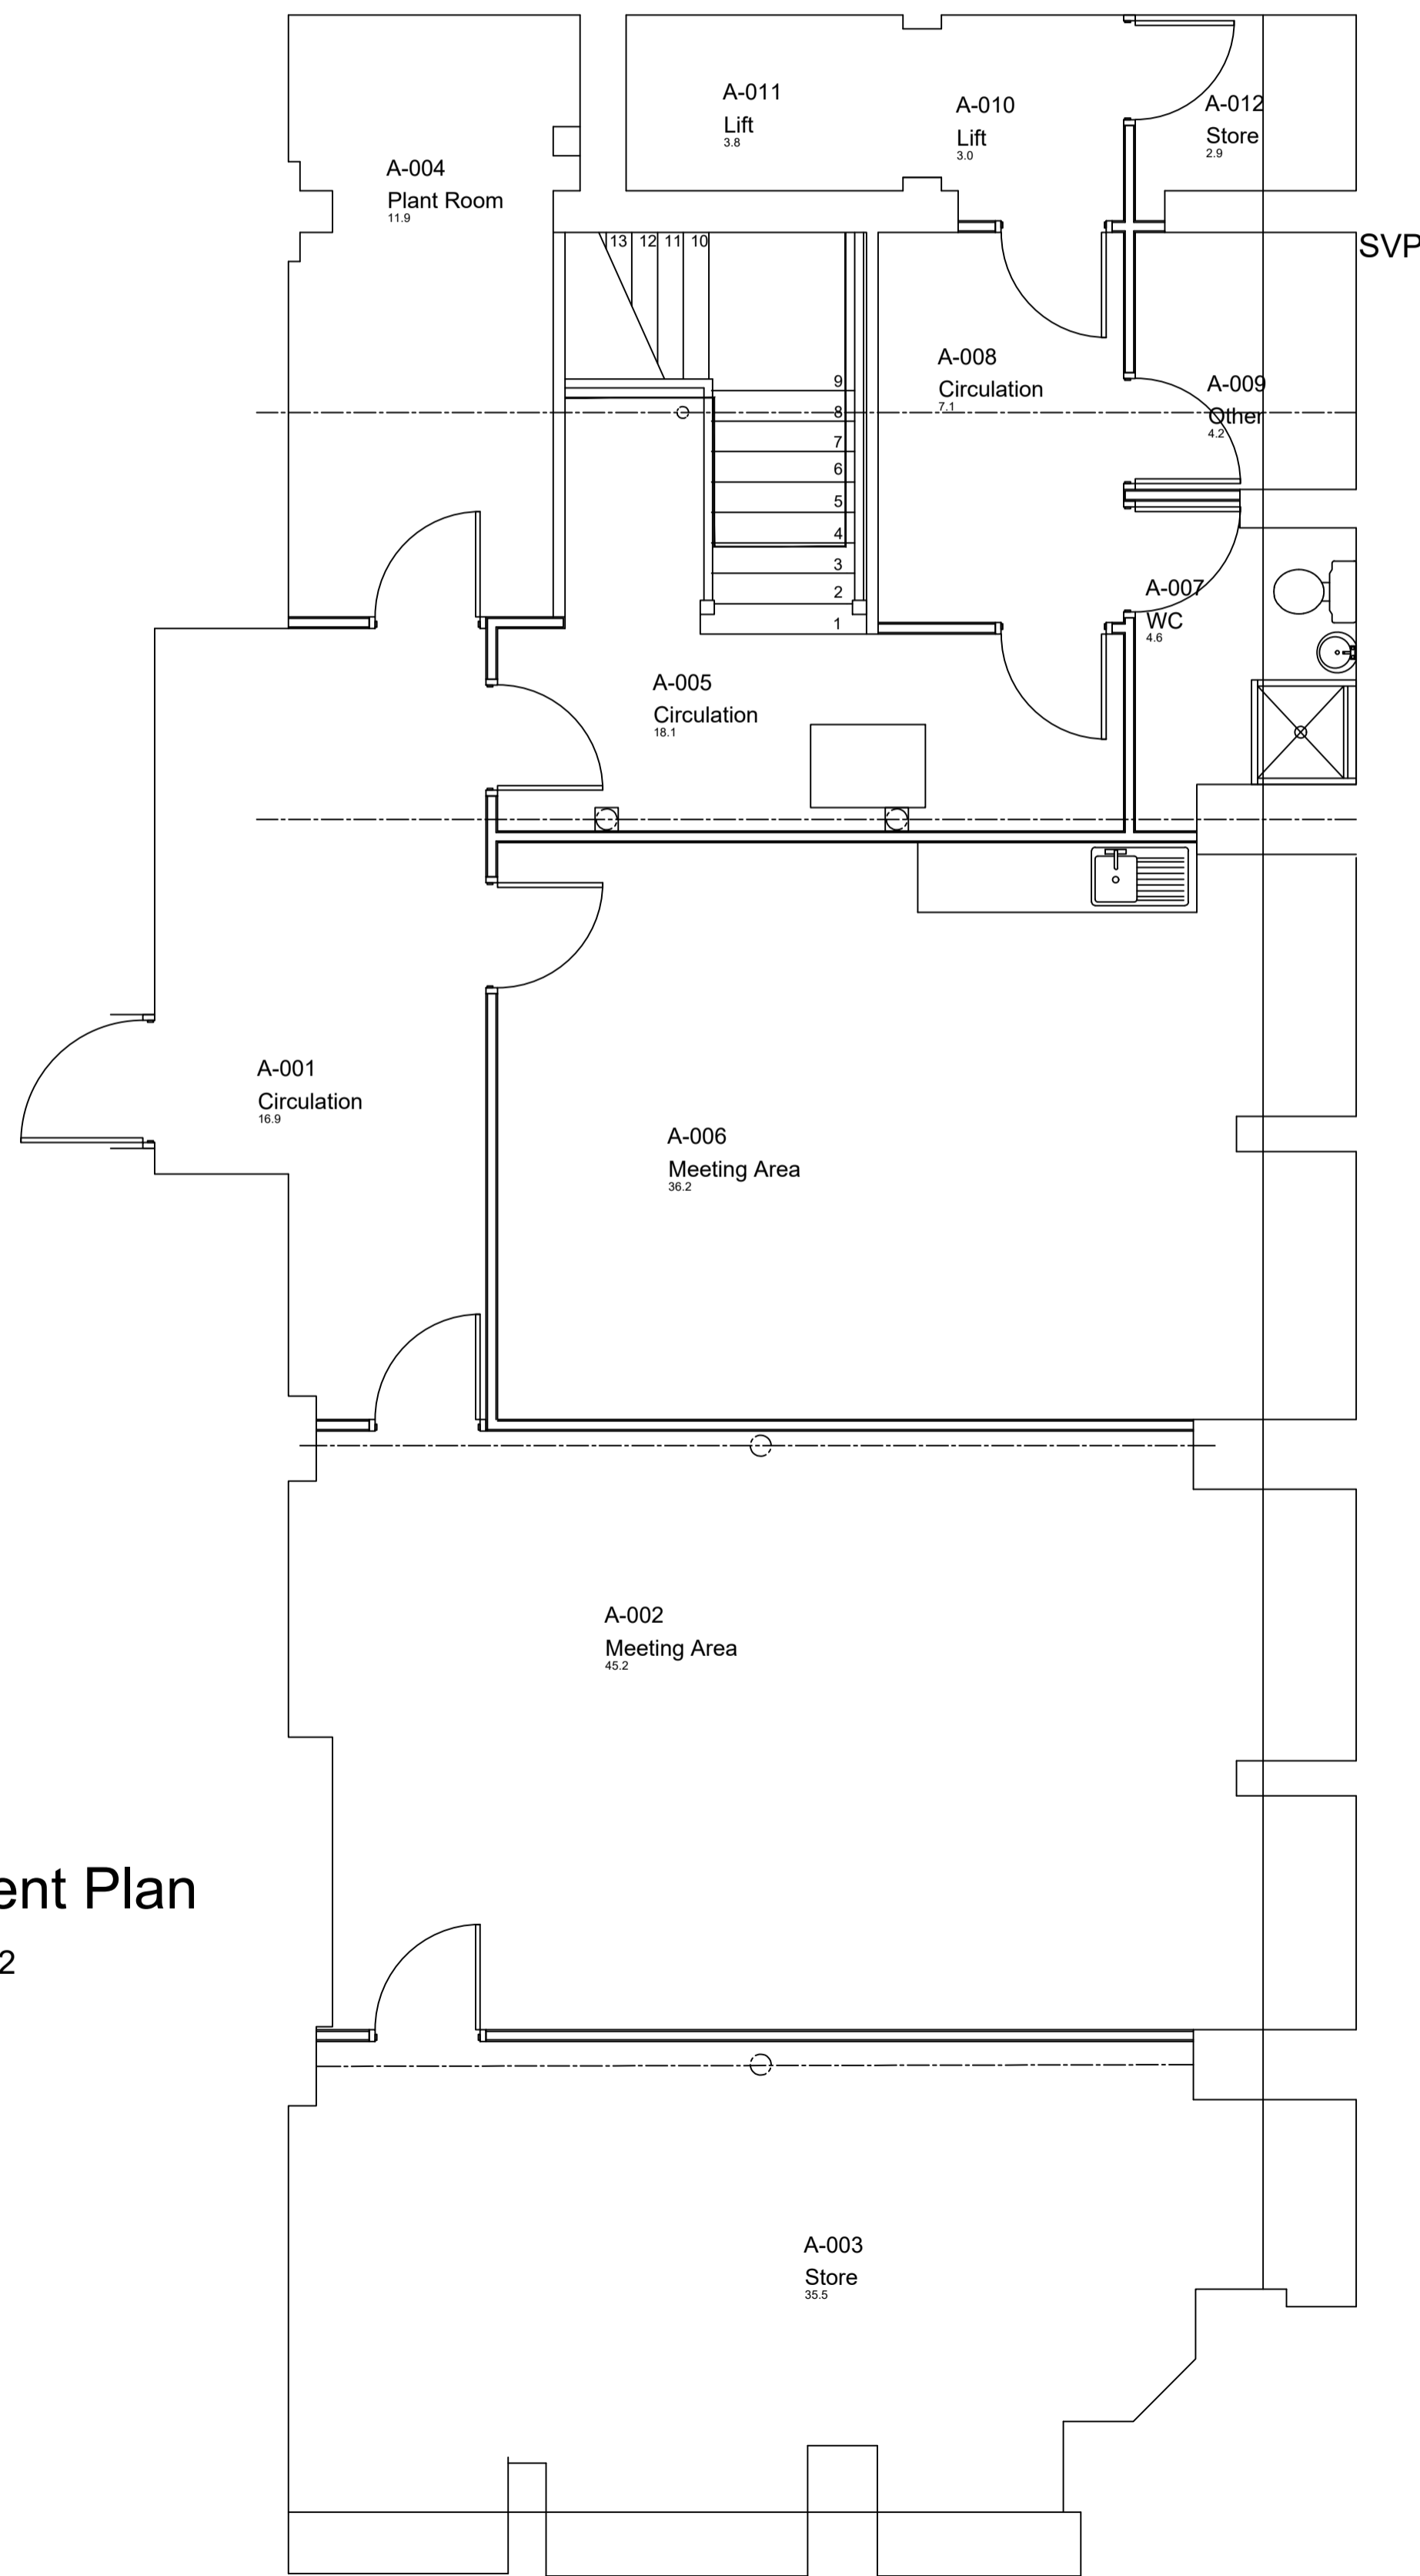 A-011
Lift
3.8
A-010
Lift
3.0
A-012
Store
2.9
A-004
Plant Room
11.9
SVP
13 12 11 10
A-008
Circulation
7.1
A-009
Other
4.2
9
8
7
6
5
4
3
2
1
A-007
WC
4.6
A-005
Circulation
18.1
A-001
Circulation
16.9
A-006
Meeting Area
36.2
A-002
Meeting Area
45.2
ent Plan
2
A-003
Store
35.5